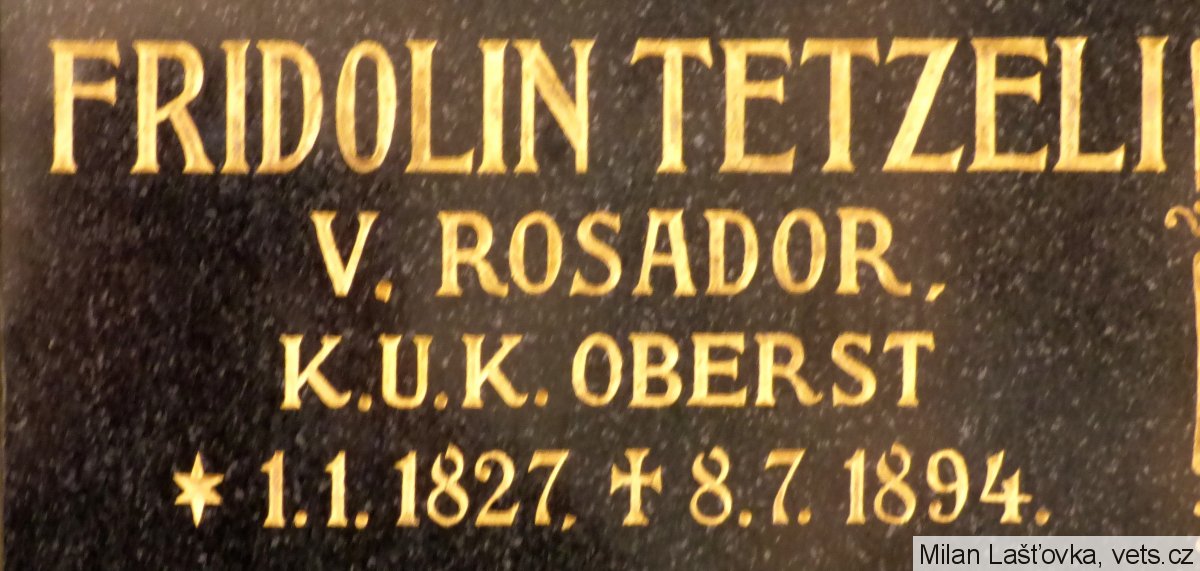 FRIDOLIN TETZELI
V. ROSADOR,
K.U.K. OBERST
* 1.1.1827. ✝ 8.7.1894.
Milan Lašťovka, vets.cz